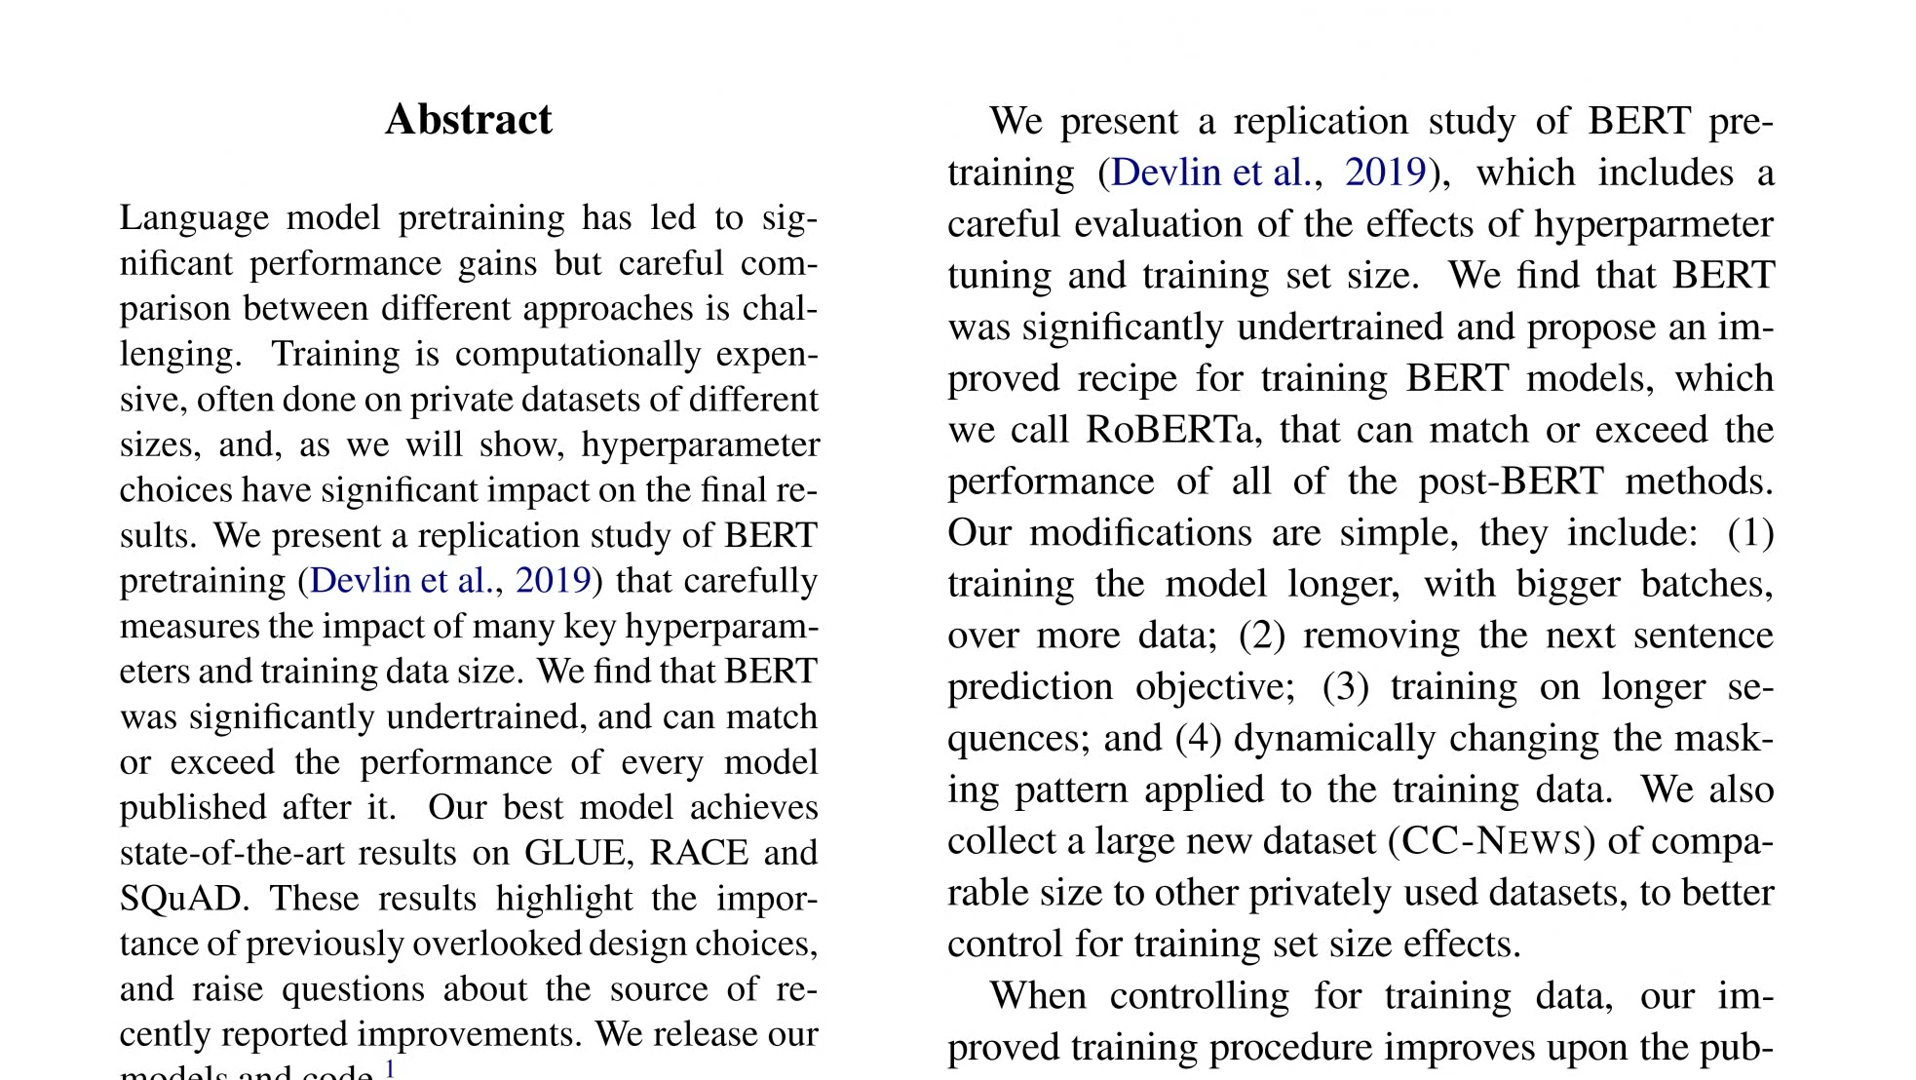 Abstract
Language model pretraining has led to sig-
nificant performance gains but careful com-
parison between different approaches is chal-
lenging. Training is computationally expen-
sive, often done on private datasets of different
sizes, and, as we will show, hyperparameter
choices have significant impact on the final re-
sults. We present a replication study of BERT
pretraining (Devlin et al., 2019) that carefully
measures the impact of many key hyperparam-
eters and training data size. We find that BERT
was significantly undertrained, and can match
or exceed the performance of every model
published after it. Our best model achieves
state-of-the-art results on GLUE, RACE and
SQuAD. These results highlight the impor-
tance of previously overlooked design choices,
and raise questions about the source of re-
cently reported improvements. We release our
models and code.1
We present a replication study of BERT pre-
training (Devlin et al., 2019), which includes a
careful evaluation of the effects of hyperparmeter
tuning and training set size. We find that BERT
was significantly undertrained and propose an im-
proved recipe for training BERT models, which
we call RoBERTa, that can match or exceed the
performance of all of the post-BERT methods.
Our modifications are simple, they include: (1)
training the model longer, with bigger batches,
over more data; (2) removing the next sentence
prediction objective; (3) training on longer se-
quences; and (4) dynamically changing the mask-
ing pattern applied to the training data. We also
collect a large new dataset (CC-NEWS) of compa-
rable size to other privately used datasets, to better
control for training set size effects.
When controlling for training data, our im-
proved training procedure improves upon the pub-